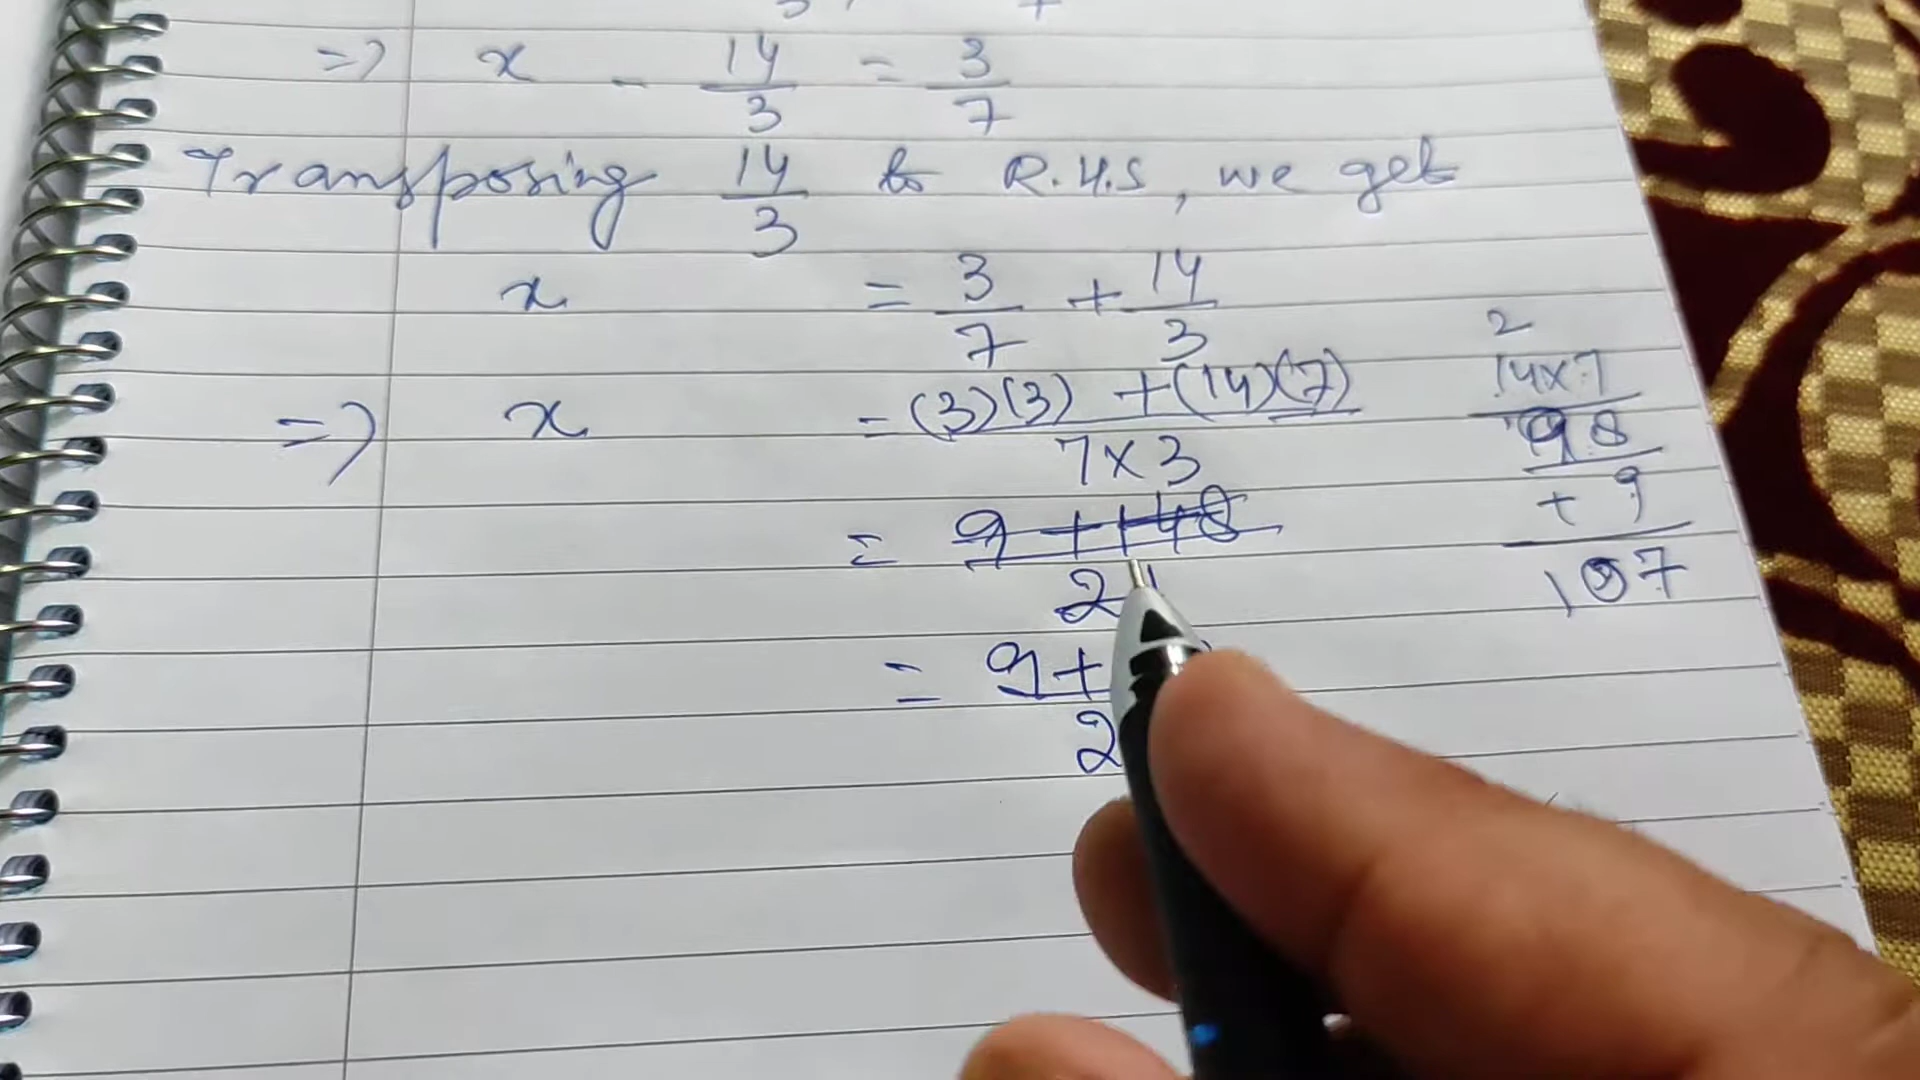 => x - 14/3 = 3/7
Transposing 14/3 to R.H.S, we get
x = 3/7 + 14/3
=> x = (3)(3) + (14)(7) / 7×3
= 9 + 148 / 21
= 9+
2
2
14×7
98
+ 9
107